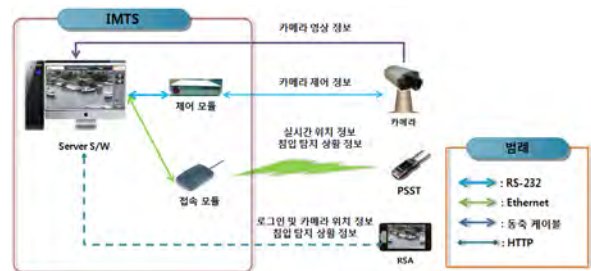 IMTS
카메라 영상 정보
카메라 제어 정보
제어 모듈
카메라
Server S/W
실시간 위치 정보
침입 탐지 상황 정보
접속 모듈
PSST
로그인 및 카메라 위치 정보
침입 탐지 상황 정보
RSA
범례
: RS-232
: Ethernet
: 동축 케이블
: HTTP